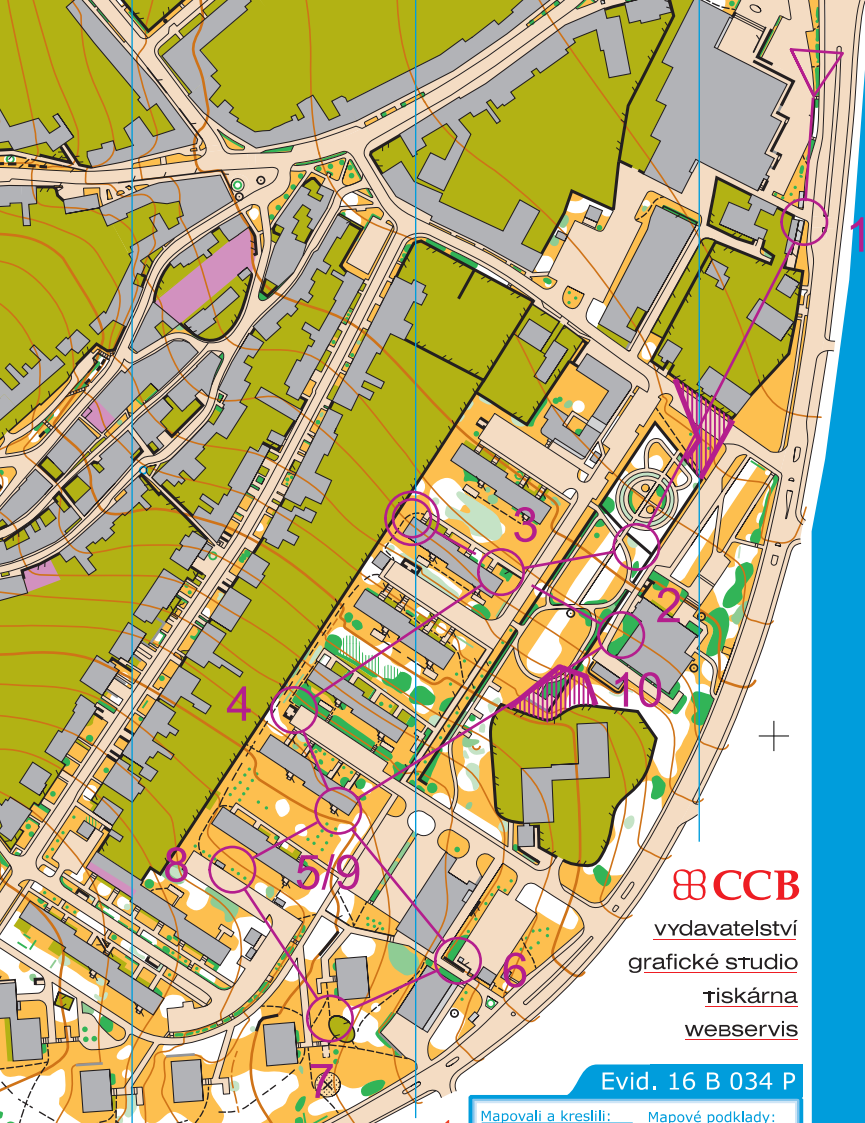 1
3
2
4
10
8
5/9
6
7
CCB
vydavatelství
grafické studio
tiskárna
webservis
Evid. 16 B 034 P
Mapovali a kreslili:
Mapové podklady: